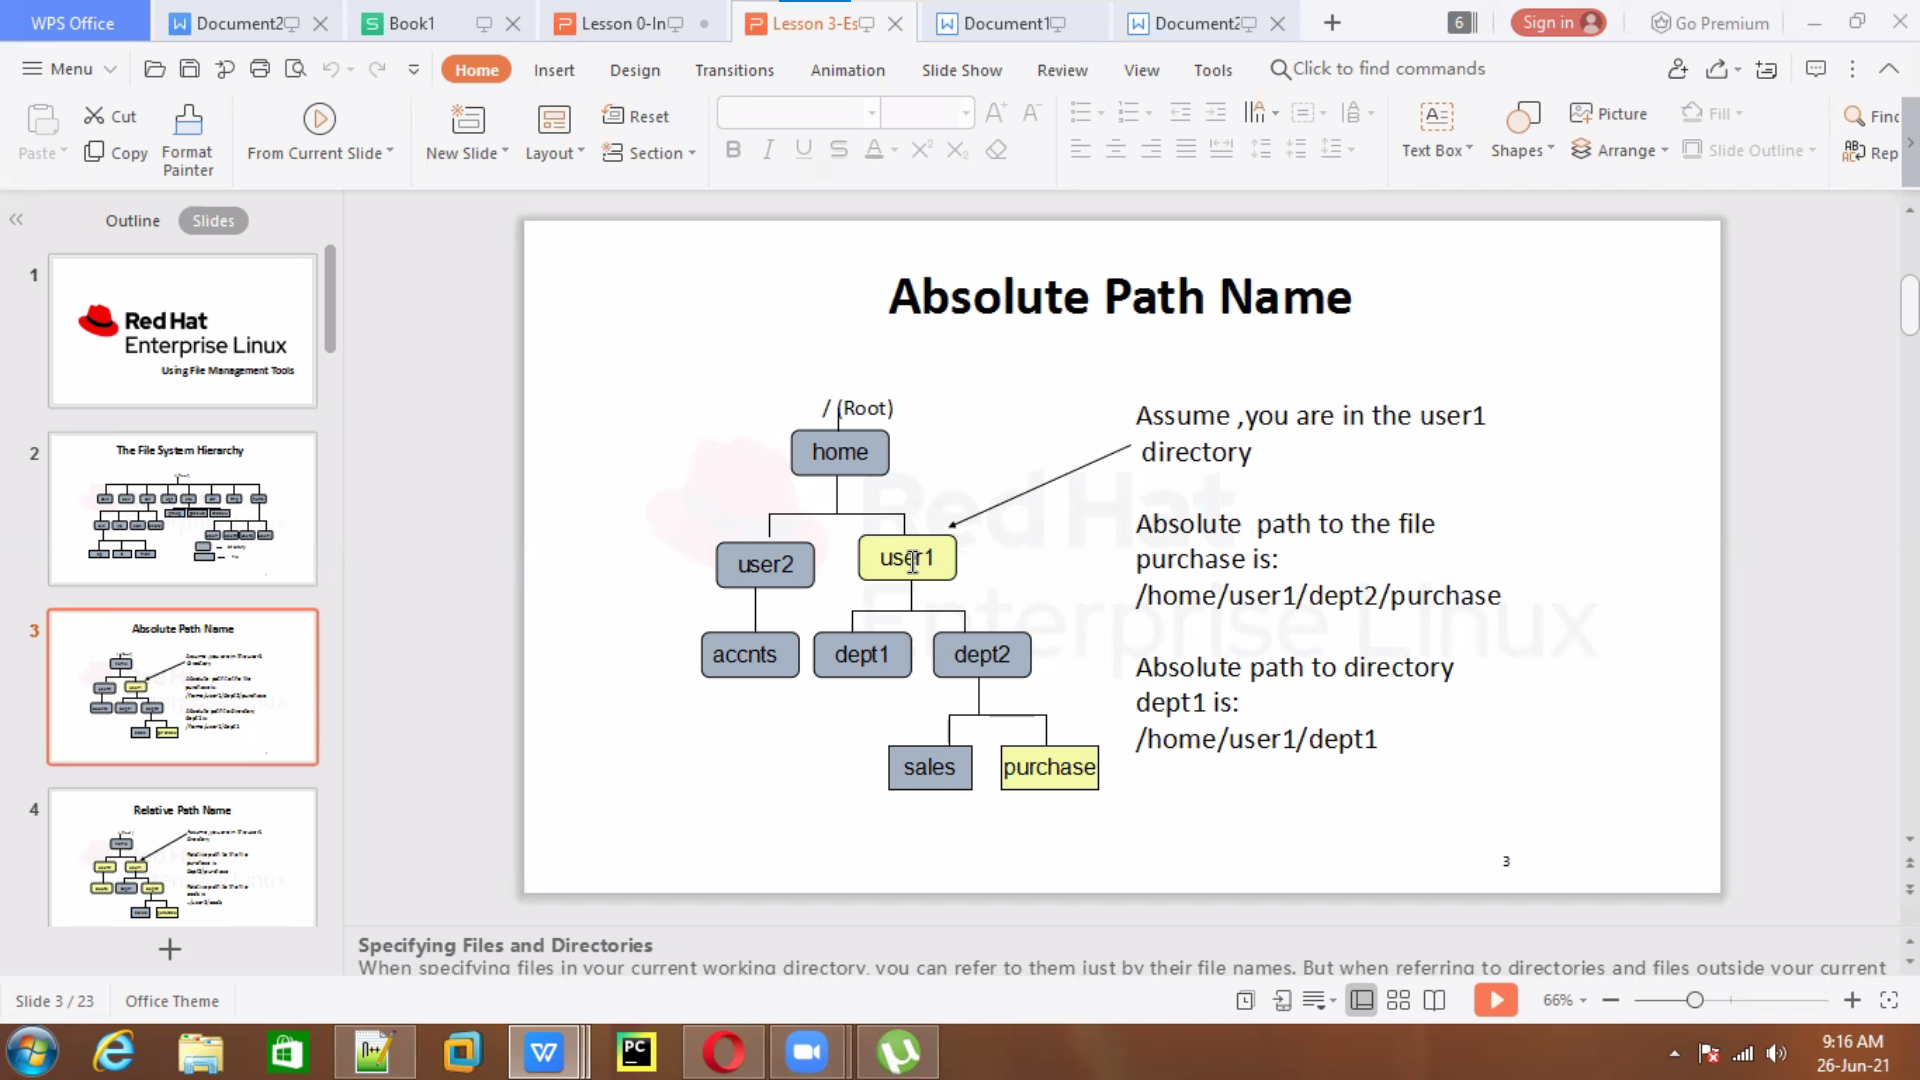 WPS Office
Document2
Book1
Lesson 0-In
Lesson 3-Es
Document1
Document2
6
Sign in
Go Premium
Menu
Home
Insert
Design
Transitions
Animation
Slide Show
Review
View
Tools
Click to find commands
Paste
Cut
Copy
Format
Painter
From Current Slide
New Slide
Layout
Reset
Section
Text Box
Shapes
Picture
Arrange
Fill
Slide Outline
Find
Rep
Outline
Slides
1
Red Hat
Enterprise Linux
Using File Management Tools
2
The File System Hierarchy
3
Absolute Path Name
4
Relative Path Name
Absolute Path Name
/ (Root)
home
user2
user1
accnts
dept1
dept2
sales
purchase
Assume ,you are in the user1
directory
Absolute path to the file
purchase is:
/home/user1/dept2/purchase
Absolute path to directory
dept1 is:
/home/user1/dept1
Red Hat
Enterprise Linux
3
Specifying Files and Directories
When specifying files in your current working directory, you can refer to them just by their file names. But when referring to directories and files outside your current
Slide 3 / 23
Office Theme
66%
9:16 AM
26-Jun-21